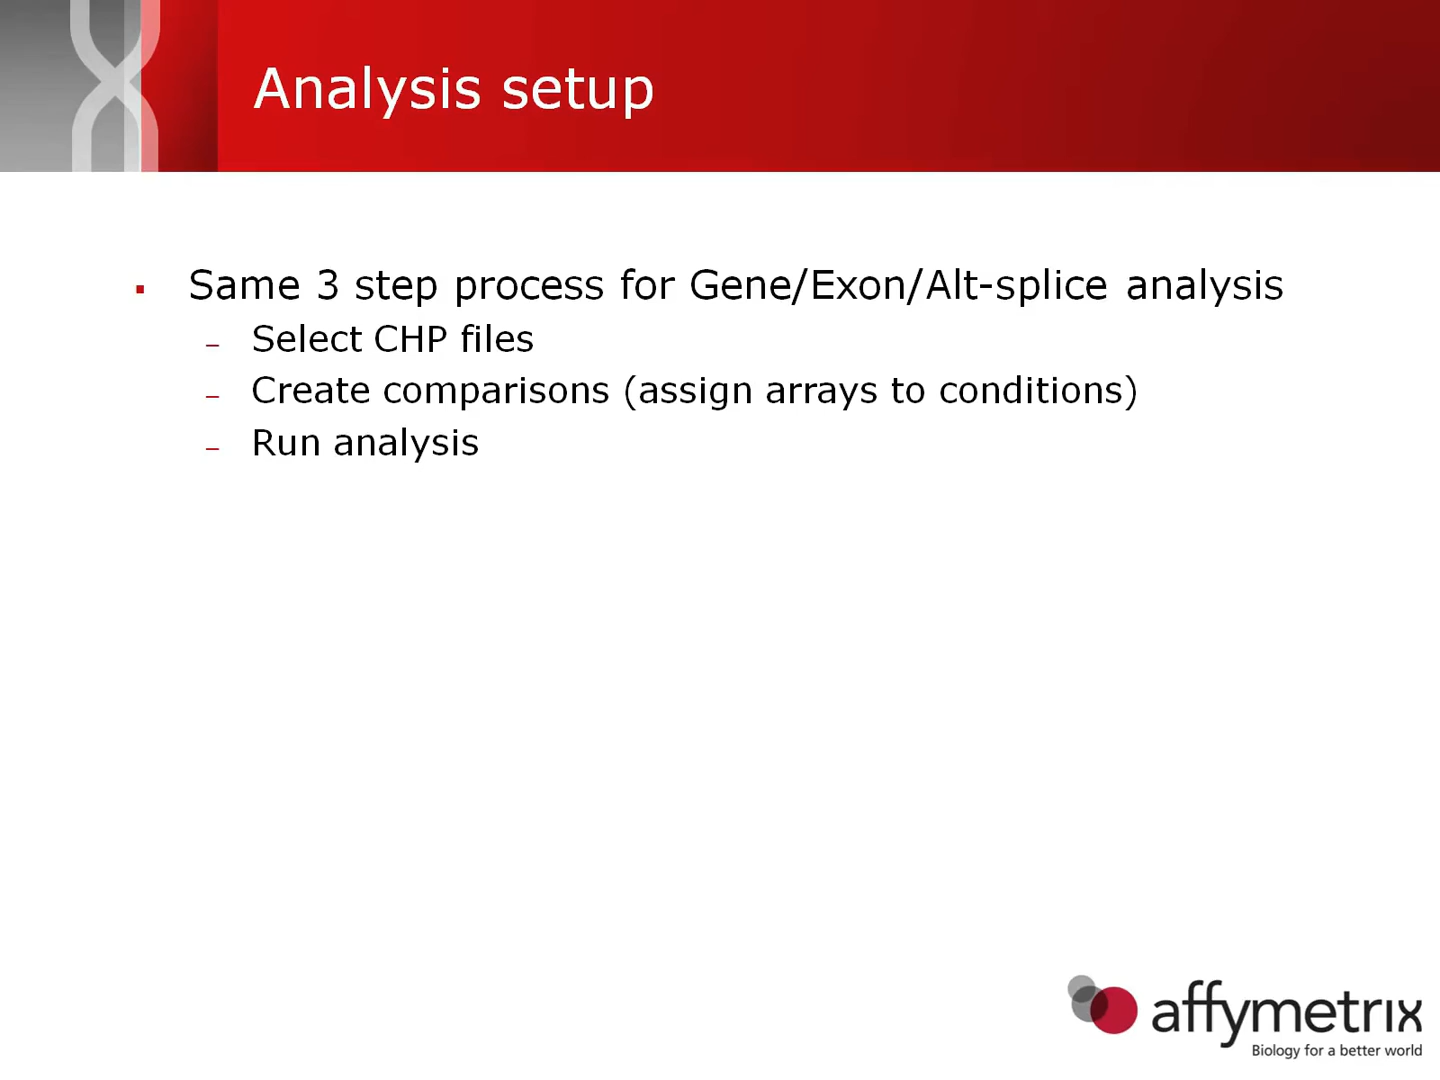 Analysis setup
▪ Same 3 step process for Gene/Exon/Alt-splice analysis
– Select CHP files
– Create comparisons (assign arrays to conditions)
– Run analysis
affymetrix
Biology for a better world